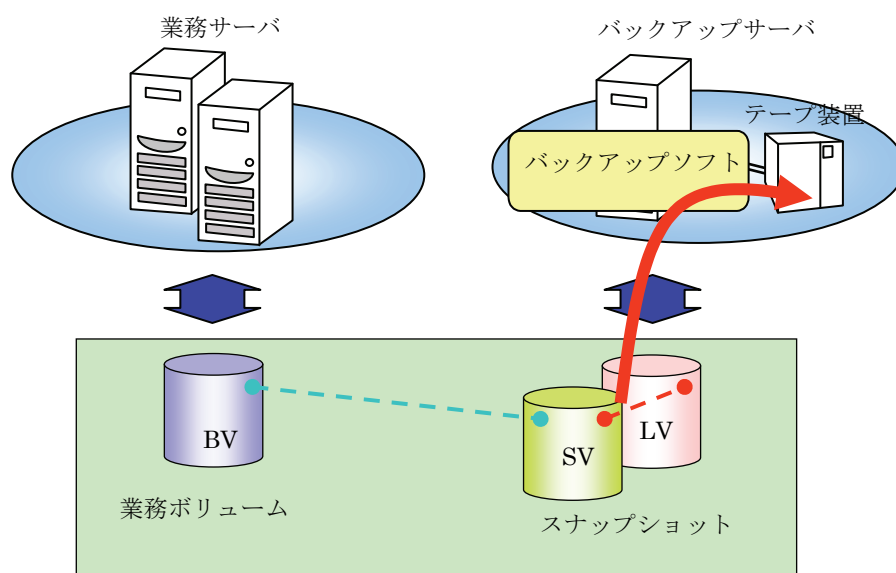 業務サーバ
バックアップサーバ
テープ装置
バックアップソフト
BV
SV
LV
業務ボリューム
スナップショット